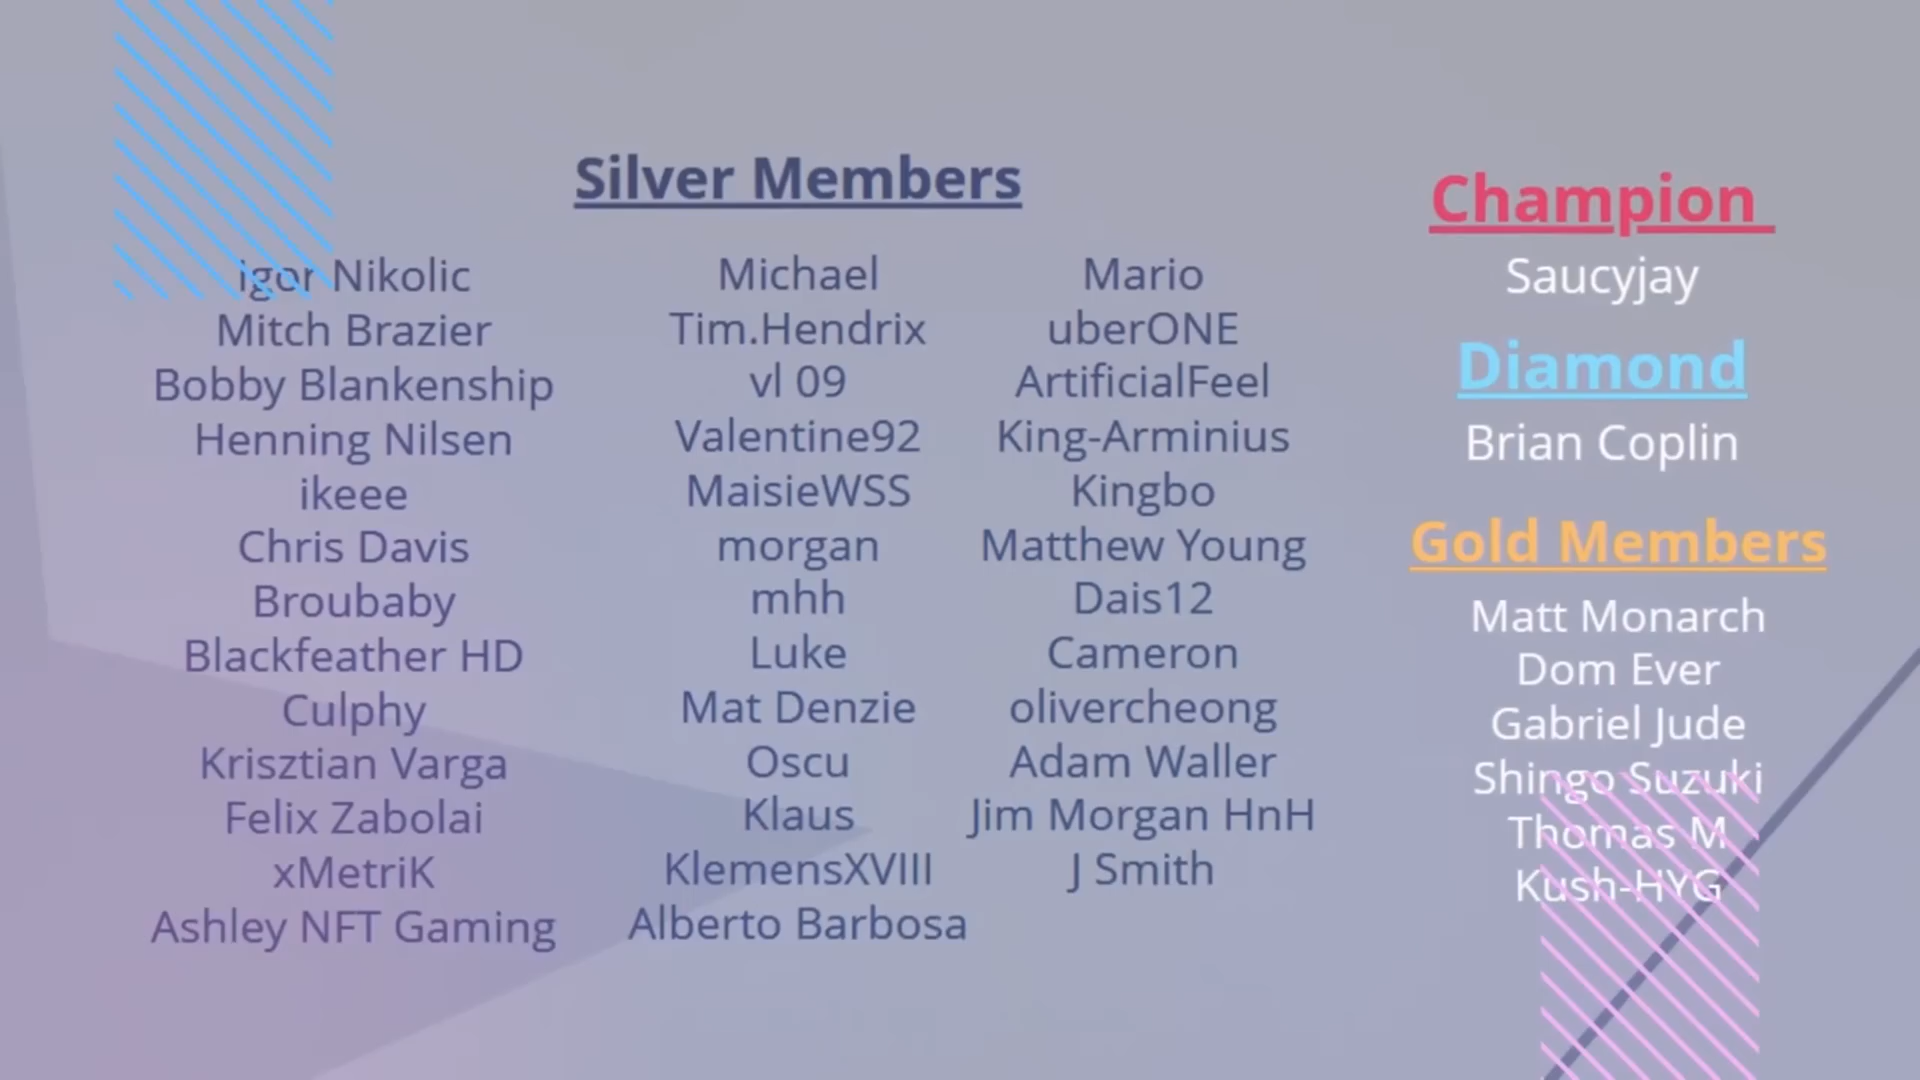 Silver Members
igor Nikolic
Mitch Brazier
Bobby Blankenship
Henning Nilsen
ikeee
Chris Davis
Broubaby
Blackfeather HD
Culphy
Krisztian Varga
Felix Zabolai
xMetriK
Ashley NFT Gaming
Michael
Tim.Hendrix
vl 09
Valentine92
MaisieWSS
morgan
mhh
Luke
Mat Denzie
Oscu
Klaus
KlemensXVIII
Alberto Barbosa
Mario
uberONE
ArtificialFeel
King-Arminius
Kingbo
Matthew Young
Dais12
Cameron
olivercheong
Adam Waller
Jim Morgan HnH
J Smith
Champion
Saucyjay
Diamond
Brian Coplin
Gold Members
Matt Monarch
Dom Ever
Gabriel Jude
Shingo Suzuki
Thomas M
Kush-HYG